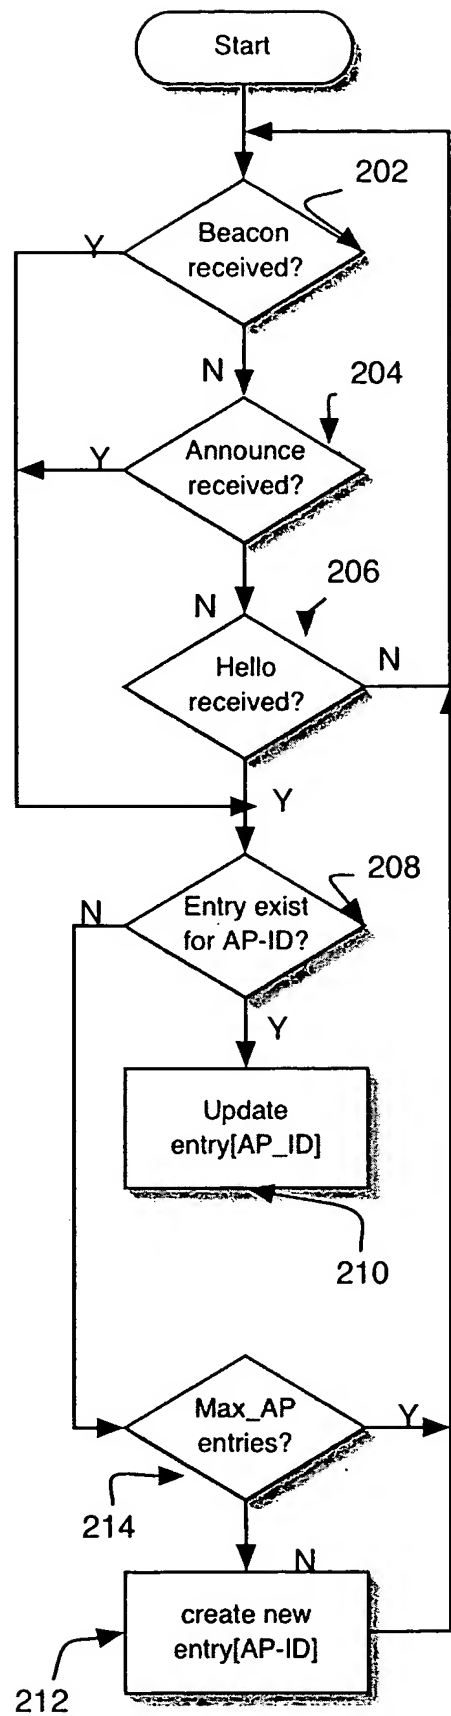 Start
202
Y
Beacon
received?
N
204
Y
Announce
received?
206
N
Hello
received?
N
Y
208
N
Entry exist
for AP-ID?
Y
Update
entry[AP_ID]
210
Max_AP
entries?
Y
214
N
create new
entry[AP-ID]
212